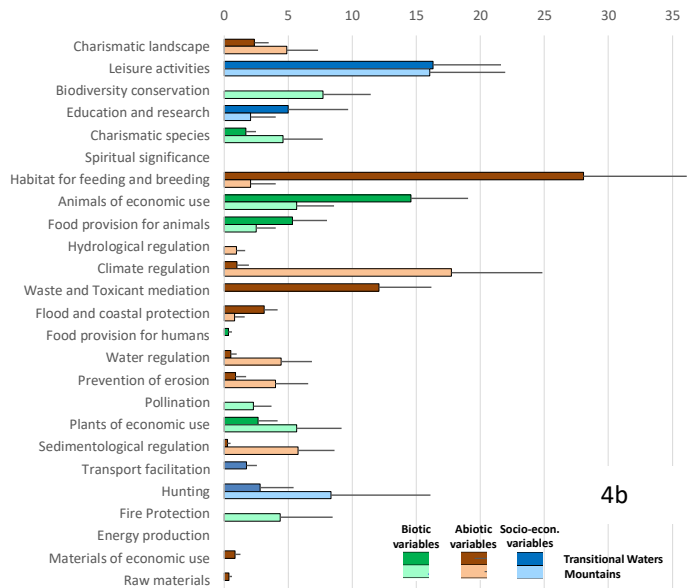 0 5 10 15 20 25 30 35
Charismatic landscape
Leisure activities
Biodiversity conservation
Education and research
Charismatic species
Spiritual significance
Habitat for feeding and breeding
Animals of economic use
Food provision for animals
Hydrological regulation
Climate regulation
Waste and Toxicant mediation
Flood and coastal protection
Food provision for humans
Water regulation
Prevention of erosion
Pollination
Plants of economic use
Sedimentological regulation
Transport facilitation
Hunting
Fire Protection
Energy production
Materials of economic use
Raw materials
4b
Biotic variables
Abiotic variables
Socio-econ. variables
Transitional Waters
Mountains